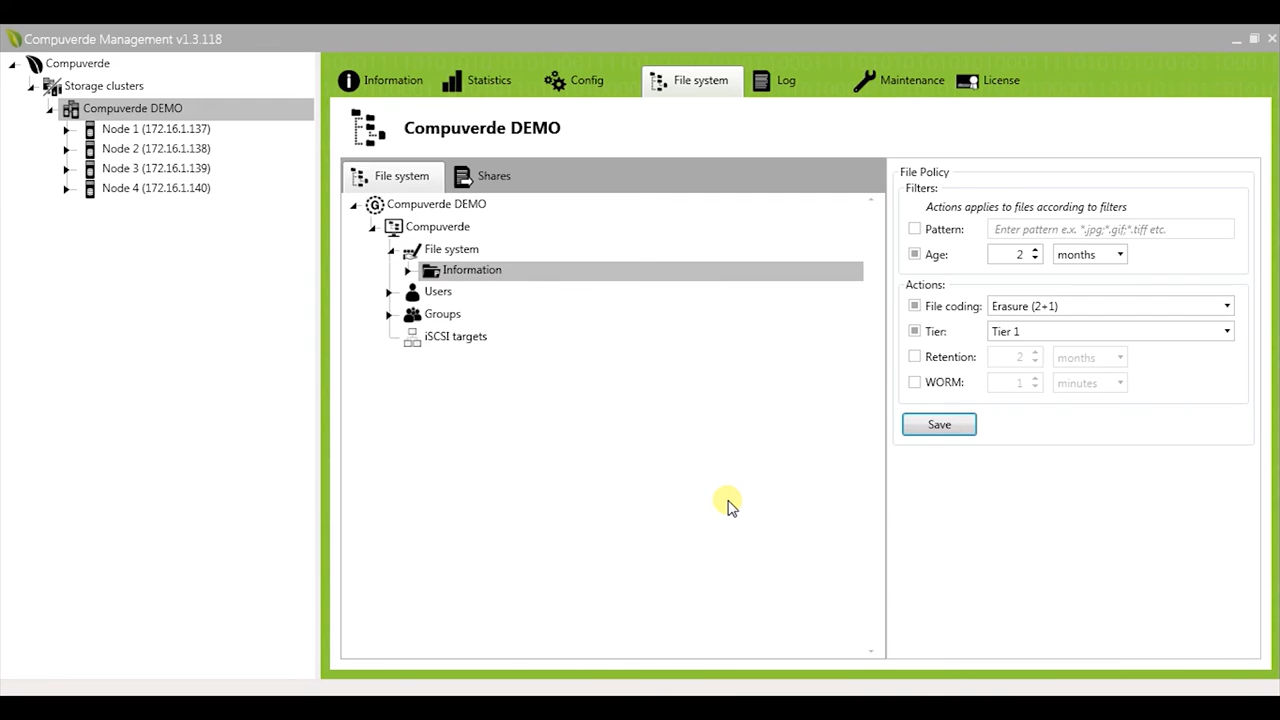 Compuverde Management v1.3.118
Compuverde
Storage clusters
Compuverde DEMO
Node 1 (172.16.1.137)
Node 2 (172.16.1.138)
Node 3 (172.16.1.139)
Node 4 (172.16.1.140)
Information Statistics Config File system Log Maintenance License
Compuverde DEMO
File system Shares
Compuverde DEMO
Compuverde
File system
Information
Users
Groups
iSCSI targets
File Policy
Filters:
Actions applies to files according to filters
Pattern: Enter pattern e.x. *.jpg;*.gif;*.tiff etc.
Age: 2 months
Actions:
File coding: Erasure (2+1)
Tier: Tier 1
Retention: 2 months
WORM: 1 minutes
Save